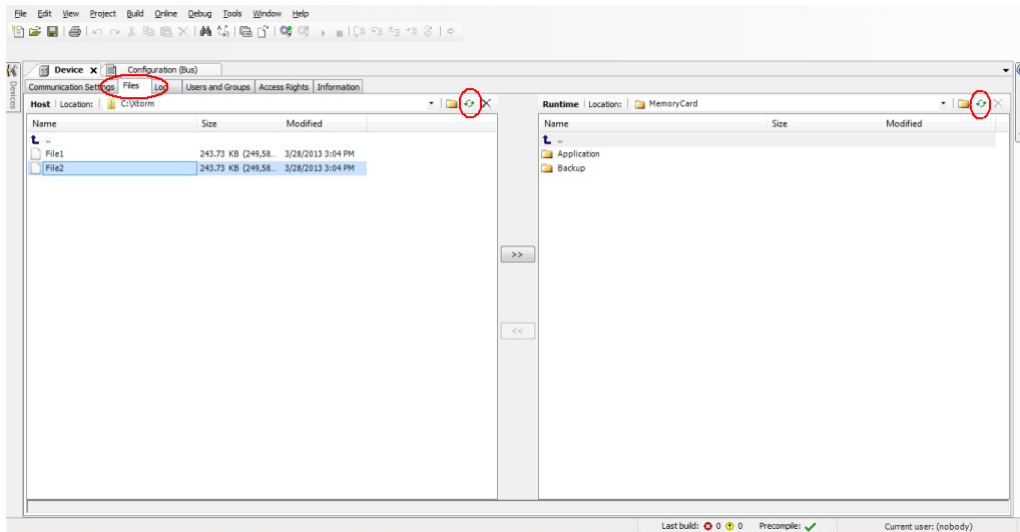 File Edit View Project Build Online Debug Tools Window Help
Device Configuration (Bus)
Devices
Communication Settings Files Log Users and Groups Access Rights Information
Host Location: C:\Xtorm Runtime Location: MemoryCard
Name Size Modified Name Size Modified
.. ..
File1 243.73 KB (249,58... 3/28/2013 3:04 PM Application
File2 243.73 KB (249,58... 3/28/2013 3:04 PM Backup
>>
<<
Last build: 0 0 Precompile: Current user: (nobody)